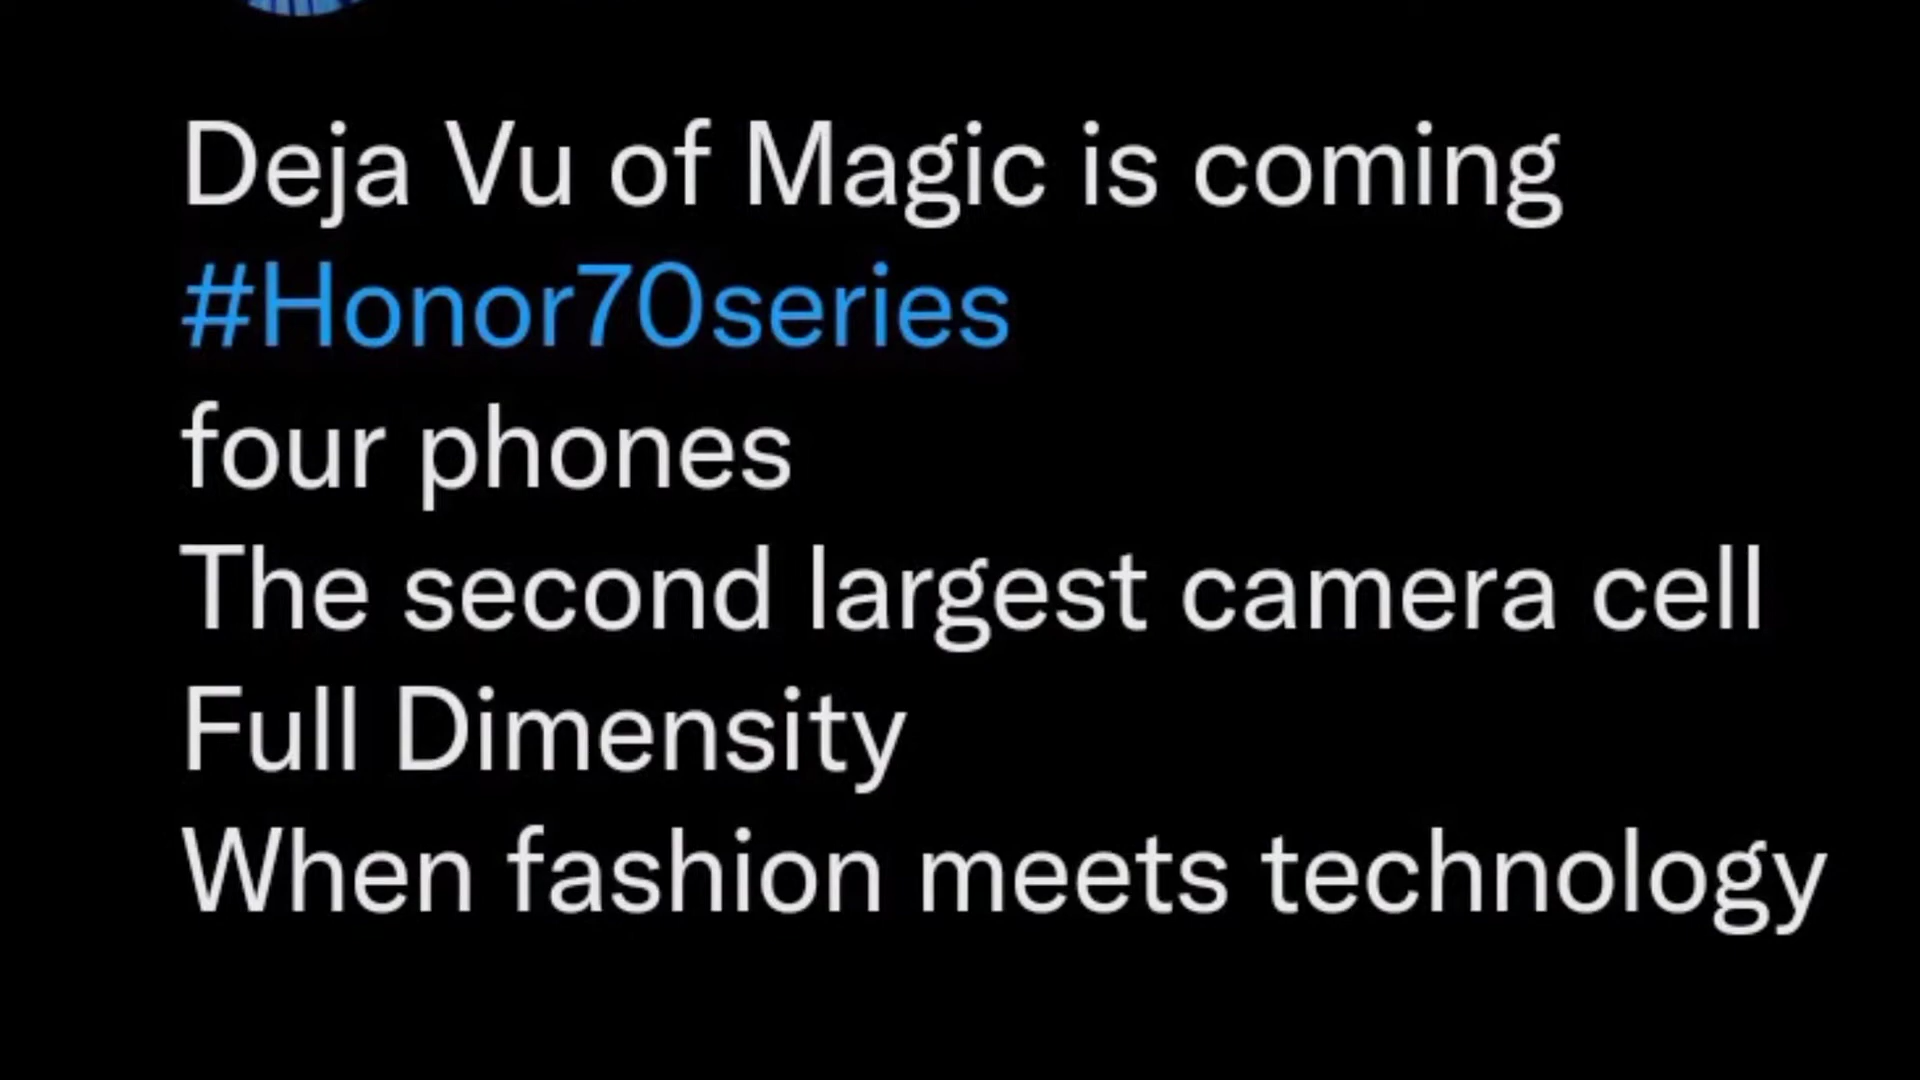 Deja Vu of Magic is coming
#Honor70series
four phones
The second largest camera cell
Full Dimensity
When fashion meets technology